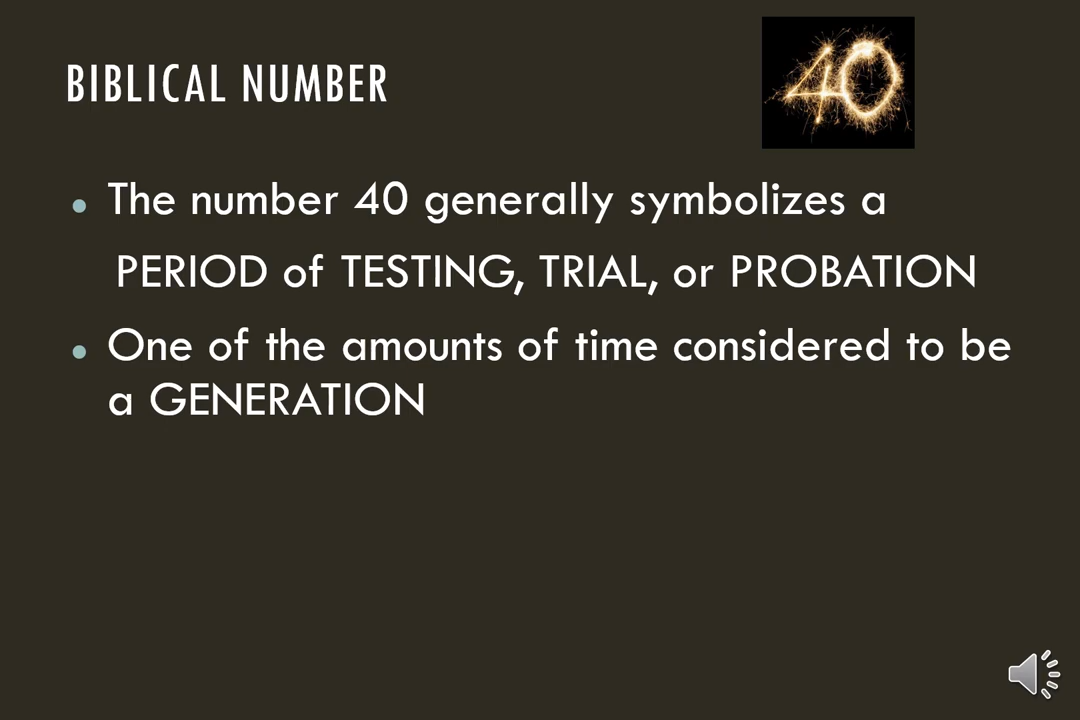 BIBLICAL NUMBER
40
The number 40 generally symbolizes a
PERIOD of TESTING, TRIAL, or PROBATION
One of the amounts of time considered to be
a GENERATION